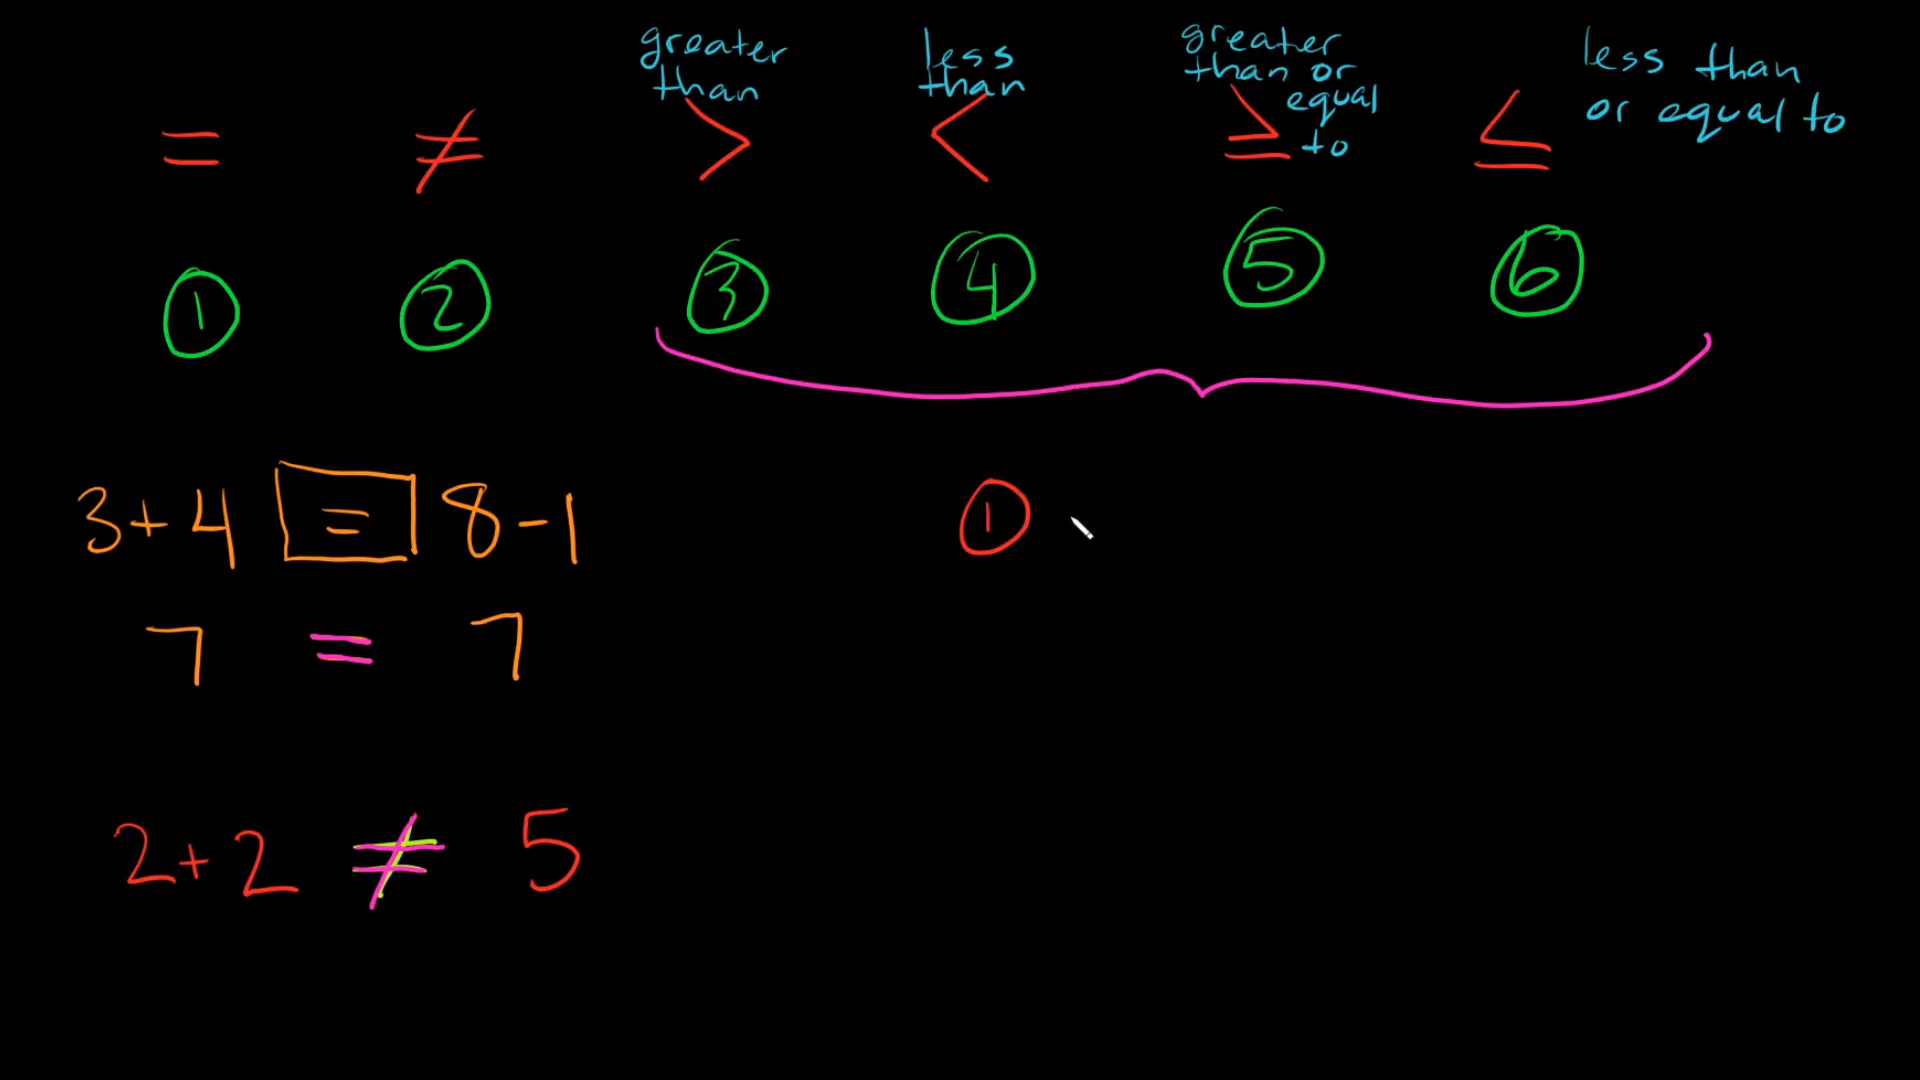 greater
than
less
than
greater
than or
equal
to
less than
or equal to
= ≠ > < ≥ ≤
1 2 3 4 5 6
3+4 = 8-1
1
7 = 7
2+2 ≠ 5